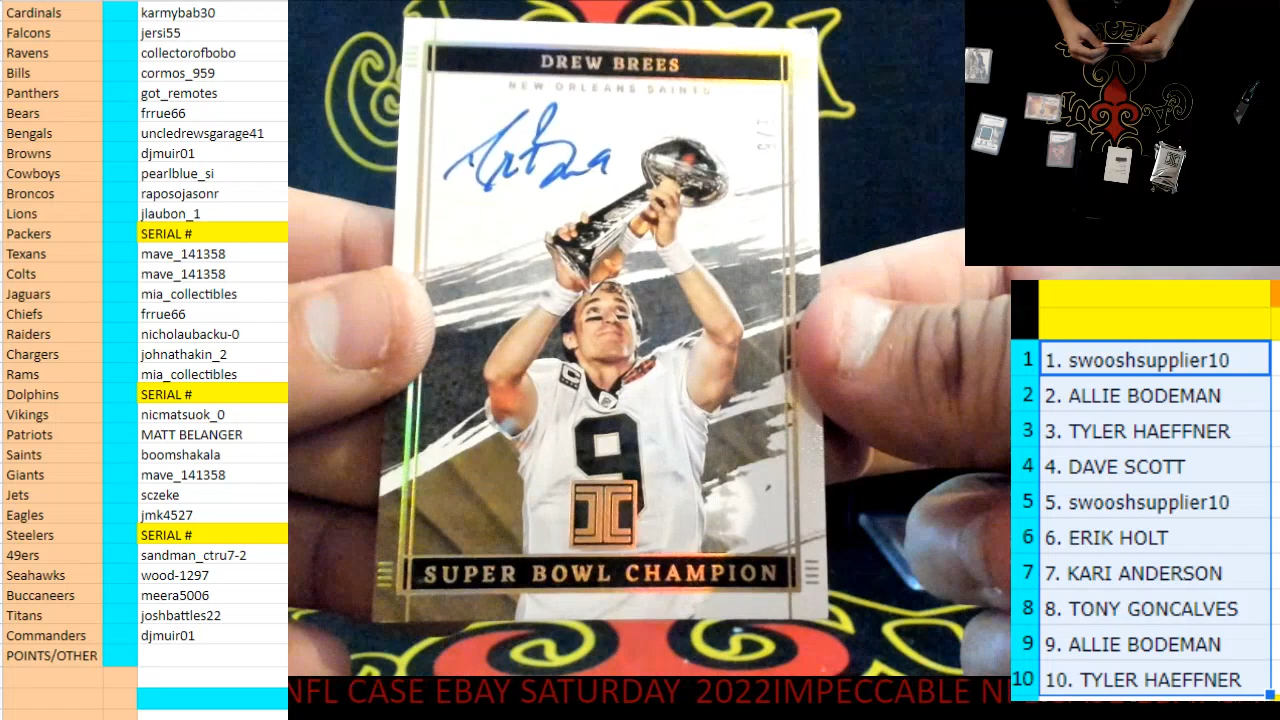 Cardinals karmybab30
Falcons jersi55
Ravens collectorofbobo
Bills cormos_959
Panthers got_remotes
Bears frrue66
Bengals uncledrewsgarage41
Browns djmuir01
Cowboys pearlblue_si
Broncos raposojasonr
Lions jlaubon_1
Packers SERIAL #
Texans mave_141358
Colts mave_141358
Jaguars mia_collectibles
Chiefs frrue66
Raiders nicholaubacku-0
Chargers johnathakin_2
Rams mia_collectibles
Dolphins SERIAL #
Vikings nicmatsuok_0
Patriots MATT BELANGER
Saints boomshakala
Giants mave_141358
Jets sczeke
Eagles jmk4527
Steelers SERIAL #
49ers sandman_ctru7-2
Seahawks wood-1297
Buccaneers meera5006
Titans joshbattles22
Commanders djmuir01
POINTS/OTHER
DREW BREES
NEW ORLEANS SAINTS
9
SUPER BOWL CHAMPION
1 1. swooshsupplier10
2 2. ALLIE BODEMAN
3 3. TYLER HAEFFNER
4 4. DAVE SCOTT
5 5. swooshsupplier10
6 6. ERIK HOLT
7 7. KARI ANDERSON
8 8. TONY GONCALVES
9 9. ALLIE BODEMAN
10 10. TYLER HAEFFNER
NFL CASE EBAY SATURDAY 2022IMPECCABLE N